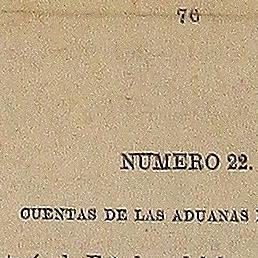 76
NUMERO 22.
CUENTAS DE LAS ADUANAS